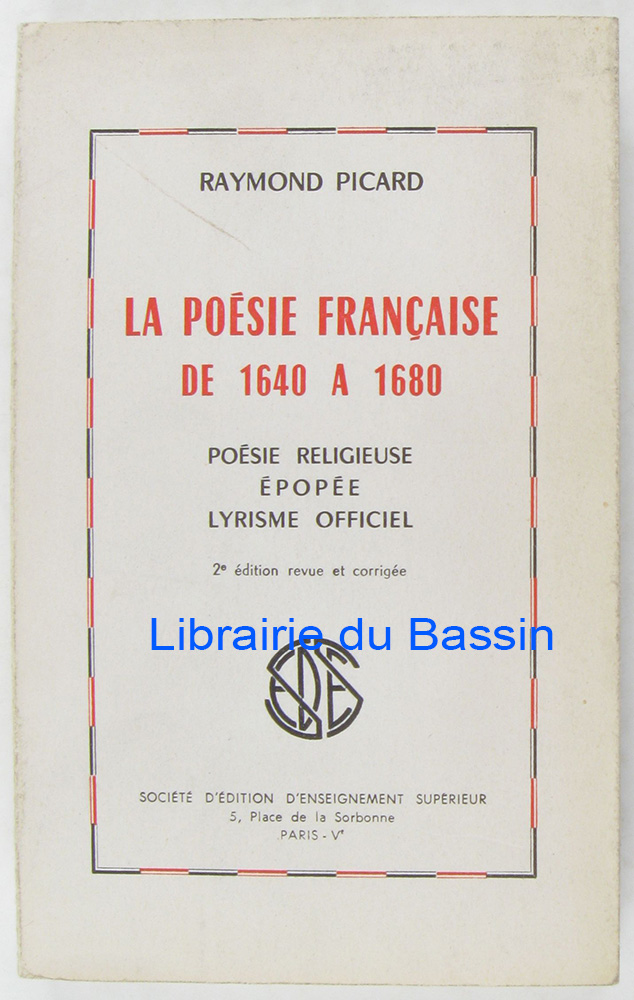 RAYMOND PICARD
LA POÉSIE FRANÇAISE
DE 1640 A 1680
POÉSIE RELIGIEUSE
ÉPOPÉE
LYRISME OFFICIEL
2e édition revue et corrigée
Librairie du Bassin
SEDES
SOCIÉTÉ D'ÉDITION D'ENSEIGNEMENT SUPÉRIEUR
5, Place de la Sorbonne
PARIS - Ve